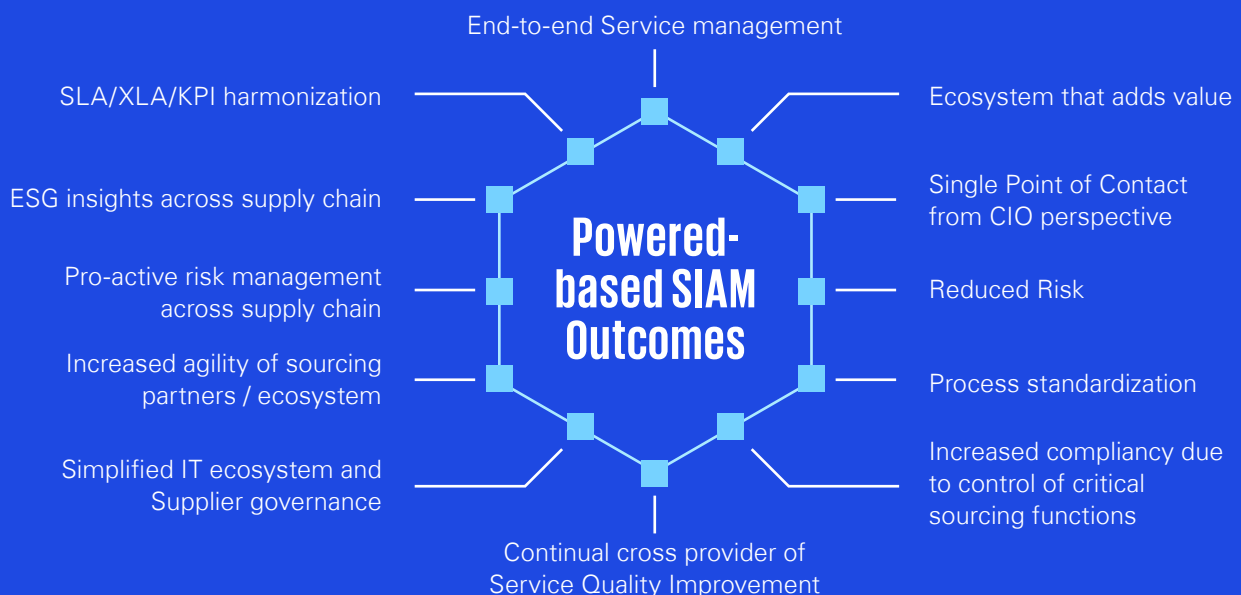 End-to-end Service management
SLA/XLA/KPI harmonization
Ecosystem that adds value
ESG insights across supply chain
Single Point of Contact
from CIO perspective
Powered-
based SIAM
Outcomes
Pro-active risk management
across supply chain
Reduced Risk
Increased agility of sourcing
partners / ecosystem
Process standardization
Simplified IT ecosystem and
Supplier governance
Increased compliancy due
to control of critical
sourcing functions
Continual cross provider of
Service Quality Improvement